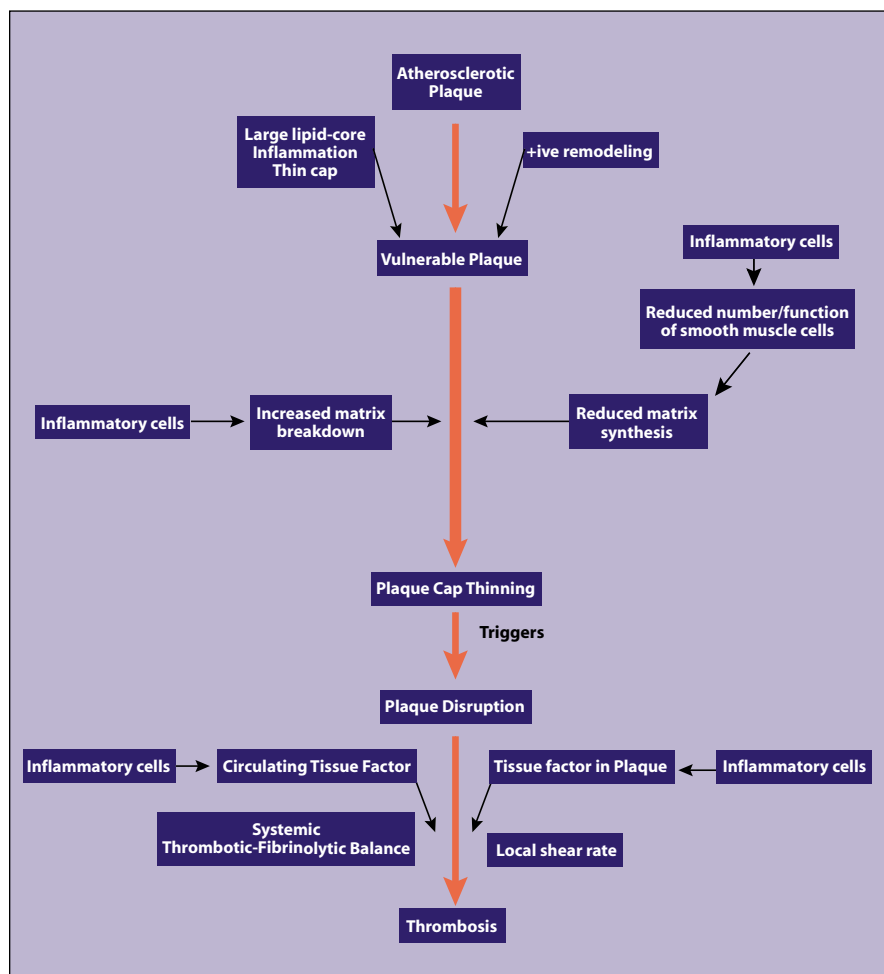 Atherosclerotic
Plaque
Large lipid-core
Inflammation
Thin cap
+ive remodeling
Vulnerable Plaque
Inflammatory cells
Reduced number/function
of smooth muscle cells
Inflammatory cells
Increased matrix
breakdown
Reduced matrix
synthesis
Plaque Cap Thinning
Triggers
Plaque Disruption
Inflammatory cells
Circulating Tissue Factor
Tissue factor in Plaque
Inflammatory cells
Systemic
Thrombotic-Fibrinolytic Balance
Local shear rate
Thrombosis